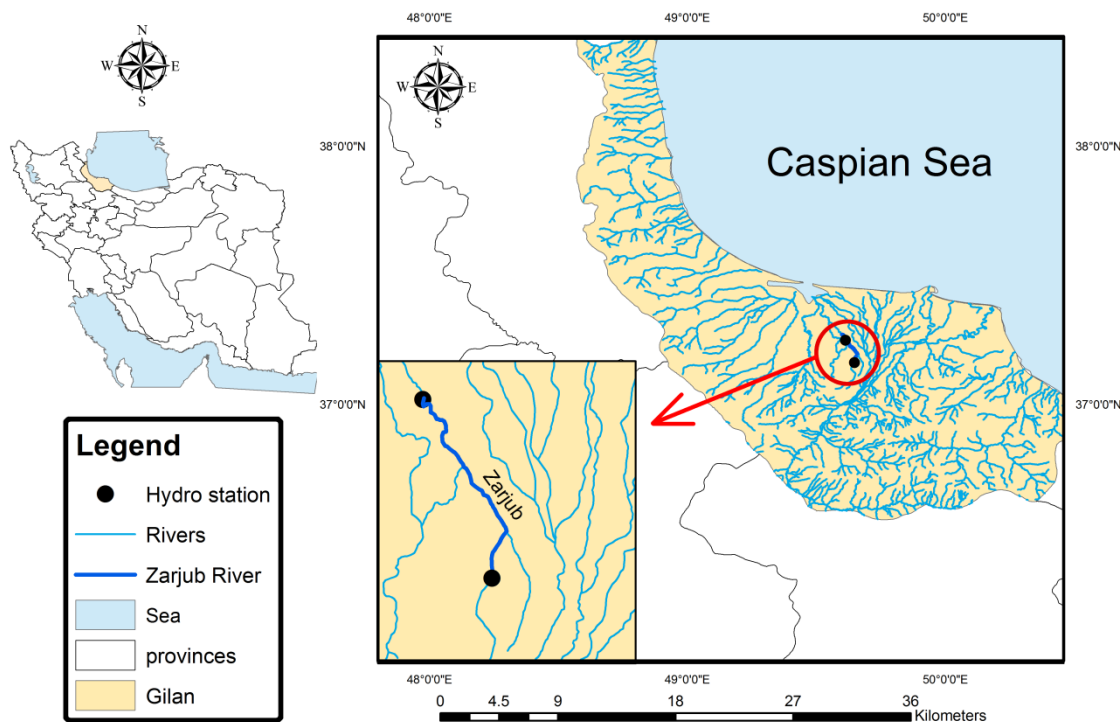 N
W E
S
48°0'0"E 49°0'0"E 50°0'0"E
N
W E
S
38°0'0"N 38°0'0"N
Caspian Sea
37°0'0"N 37°0'0"N
Zarjub
Legend
Hydro station
Rivers
Zarjub River
Sea
provinces
Gilan
48°0'0"E 49°0'0"E 50°0'0"E
0 4.5 9 18 27 36
Kilometers